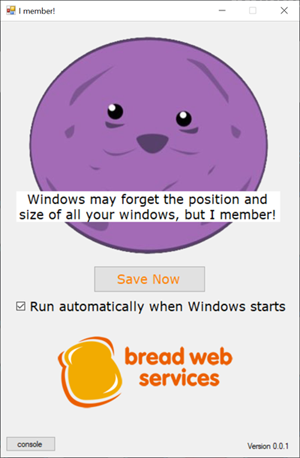 I member!
Windows may forget the position and
size of all your windows, but I member!
Save Now
Run automatically when Windows starts
bread web
services
console
Version 0.0.1